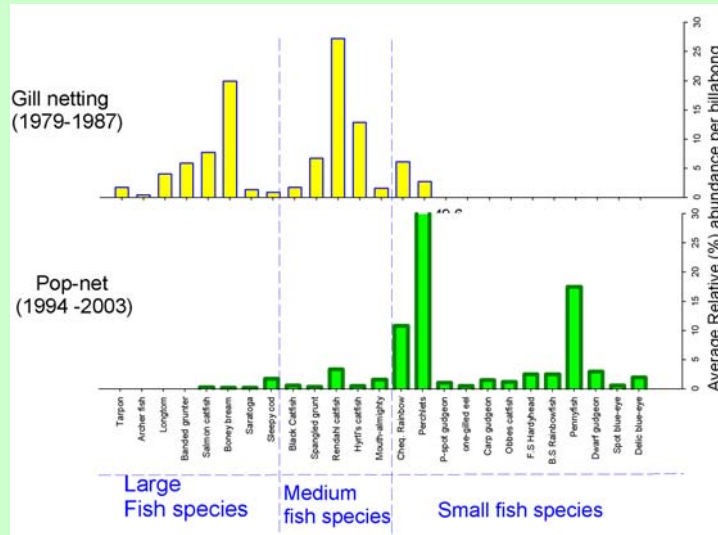 Gill netting
(1979-1987)
30
25
20
15
10
5
0
Pop-net
(1994 -2003)
30
25
20
15
10
5
0
Average Relative (%) abundance per billabong
Tarpon
Archer fish
Longtom
Banded grunter
Salmon catfish
Boney bream
Saratoga
Sleepy cod
Black Catfish
Spangled grunt
Rendahl catfish
Hyrtl's catfish
Mouth-almighty
Cheq. Rainbow
Perchlets
P-spot gudgeon
one-gilled eel
Carp gudgeon
Obbes catfish
F.S Hardyhead
B.S Rainbowfish
Pennyfish
Dwarf gudgeon
Spot blue-eye
Delic blue-eye
Large
Fish species
Medium
fish species
Small fish species